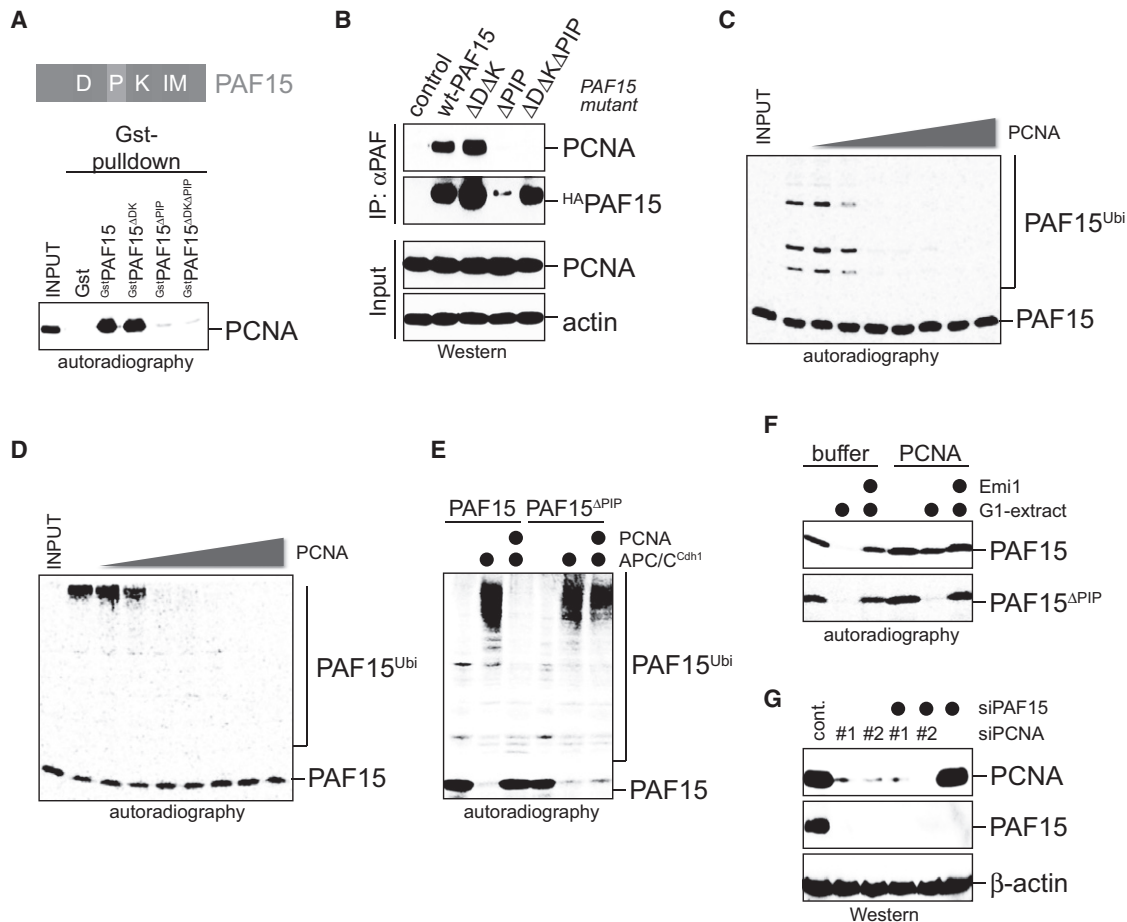 A
D P K IM PAF15
Gst-
pulldown
INPUT
Gst
GstPAF15
GstPAF15ΔDK
GstPAF15ΔPIP
GstPAF15ΔDKΔPIP
PCNA
autoradiography
B
control
wt-PAF15
ΔDΔK
ΔPIP
ΔDΔKΔPIP
PAF15
mutant
IP: αPAF
PCNA
HAPAF15
Input
PCNA
actin
Western
C
INPUT
PCNA
PAF15Ubi
PAF15
autoradiography
D
INPUT
PCNA
PAF15Ubi
PAF15
autoradiography
E
PAF15 PAF15ΔPIP
PCNA
APC/CCdh1
PAF15Ubi
PAF15
autoradiography
F
buffer PCNA
Emi1
G1-extract
PAF15
PAF15ΔPIP
autoradiography
G
cont.
siPAF15
#1 #2 #1 #2 siPCNA
PCNA
PAF15
β-actin
Western